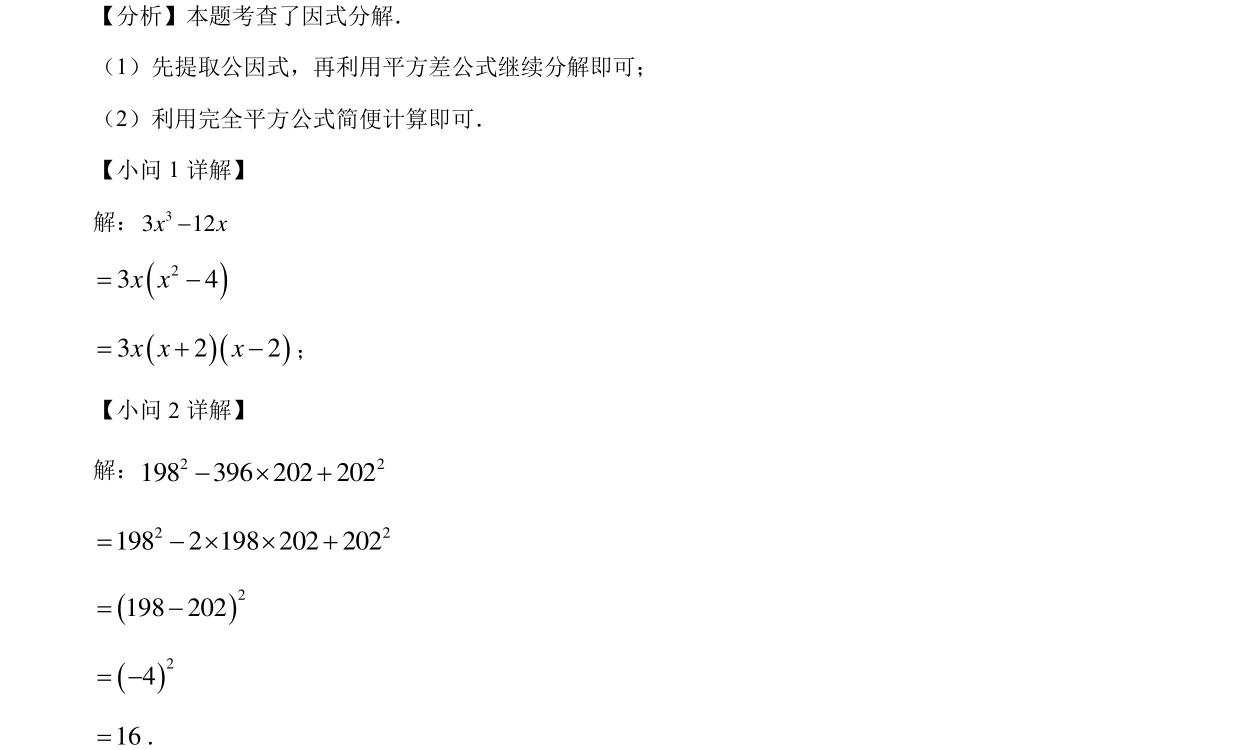 【分析】本题考查了因式分解．
（1）先提取公因式，再利用平方差公式继续分解即可；
（2）利用完全平方公式简便计算即可．
【小问 1 详解】
解：3x³−12x
=3x(x²−4)
=3x(x+2)(x−2)；
【小问 2 详解】
解：198²−396×202+202²
=198²−2×198×202+202²
=(198−202)²
=(−4)²
=16．